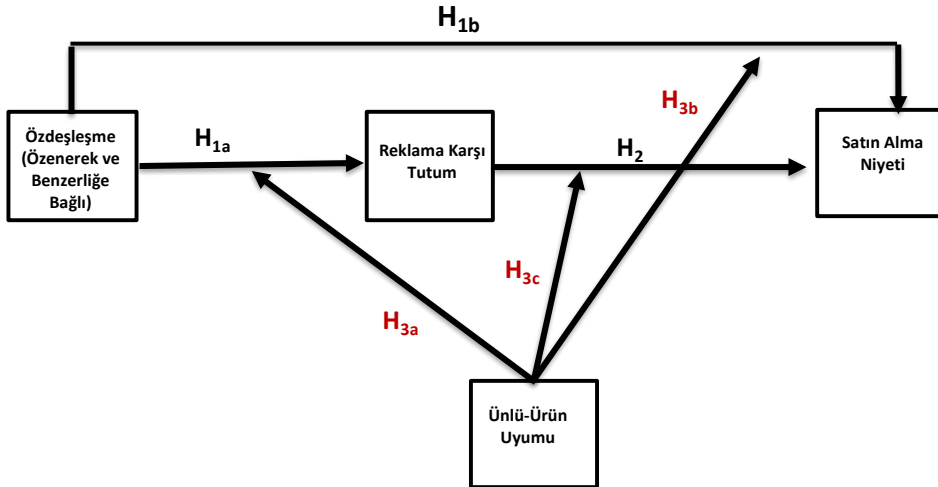 H1b
Özdeşleşme
(Özenerek ve
Benzerliğe
Bağlı)
H1a
Reklama Karşı
Tutum
H2
H3b
Satın Alma
Niyeti
H3c
H3a
Ünlü-Ürün
Uyumu